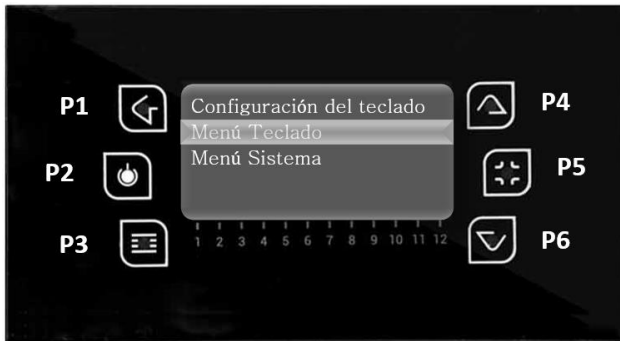 P1
P2
P3
Configuración del teclado
Menú Teclado
Menú Sistema
1 2 3 4 5 6 7 8 9 10 11 12
P4
P5
P6